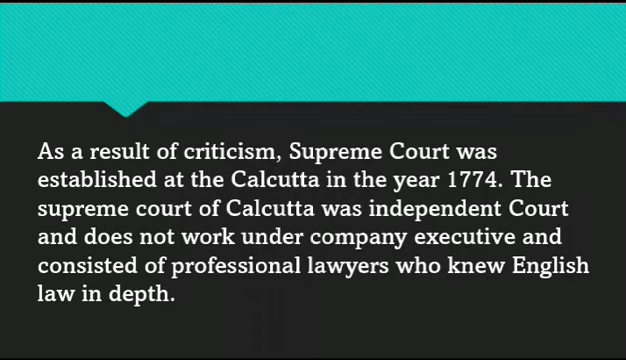 As a result of criticism, Supreme Court was
established at the Calcutta in the year 1774. The
supreme court of Calcutta was independent Court
and does not work under company executive and
consisted of professional lawyers who knew English
law in depth.